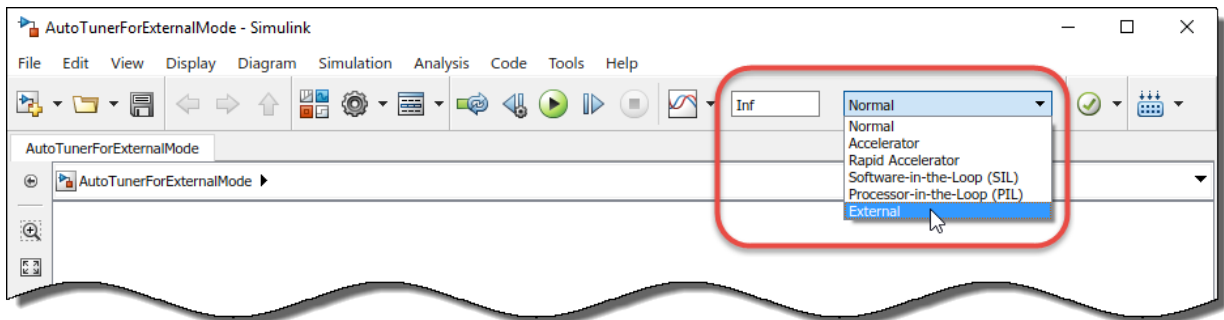 AutoTunerForExternalMode - Simulink
File Edit View Display Diagram Simulation Analysis Code Tools Help
Inf Normal
Normal
Accelerator
Rapid Accelerator
Software-in-the-Loop (SIL)
Processor-in-the-Loop (PIL)
External
AutoTunerForExternalMode
AutoTunerForExternalMode